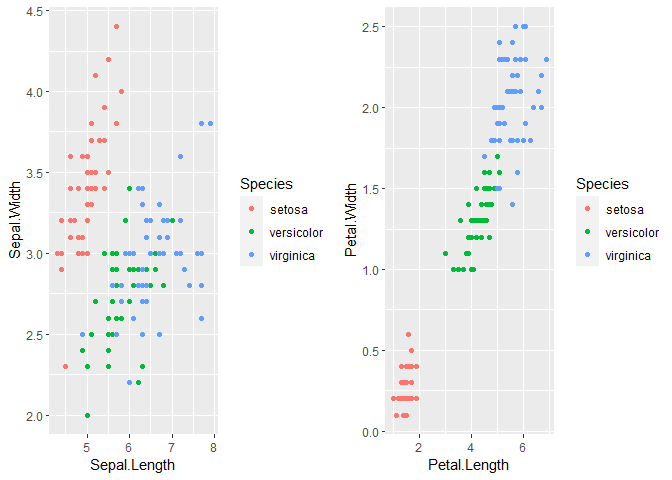 4.5
4.0
3.5
3.0
2.5
2.0
Sepal.Width
5
6
7
8
Sepal.Length
Species
setosa
versicolor
virginica
2.5
2.0
1.5
1.0
0.5
0.0
Petal.Width
2
4
6
Petal.Length
Species
setosa
versicolor
virginica